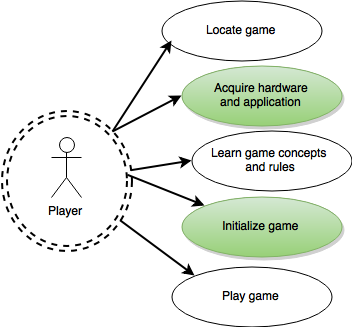 Locate game
Acquire hardware
and application
Learn game concepts
and rules
Player
Initialize game
Play game